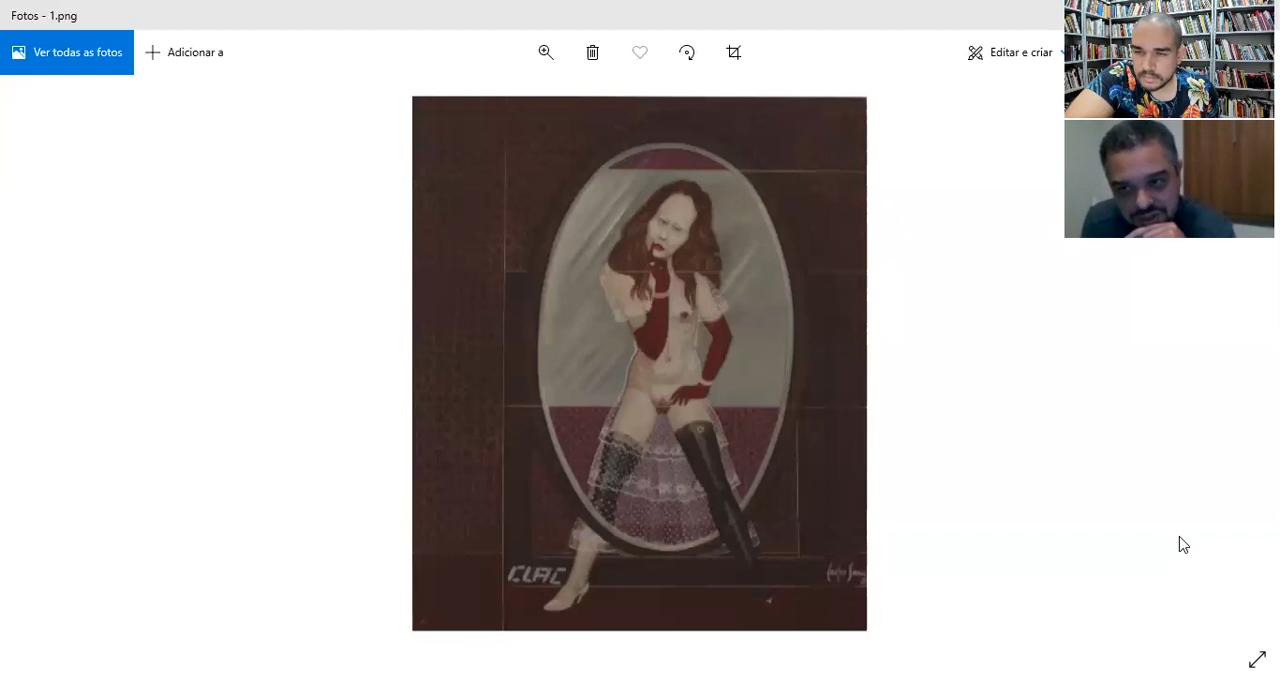 Fotos - 1.png
Ver todas as fotos
Adicionar a
Editar e criar
CLAC